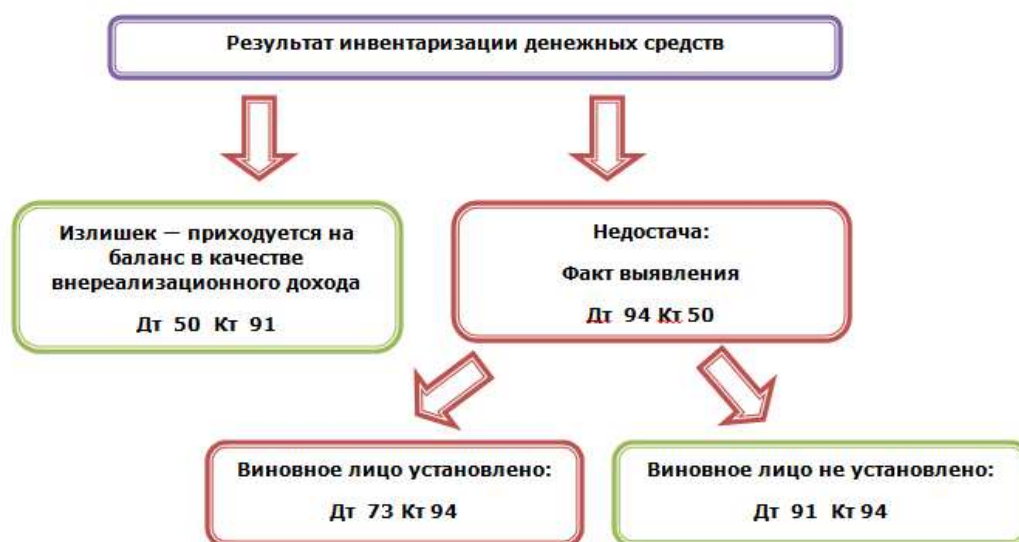 Результат инвентаризации денежных средств
Излишек — приходуется на
баланс в качестве
внереализационного дохода
Дт 50 Кт 91
Недостача:
Факт выявления
Дт 94 Кт 50
Виновное лицо установлено:
Дт 73 Кт 94
Виновное лицо не установлено:
Дт 91 Кт 94